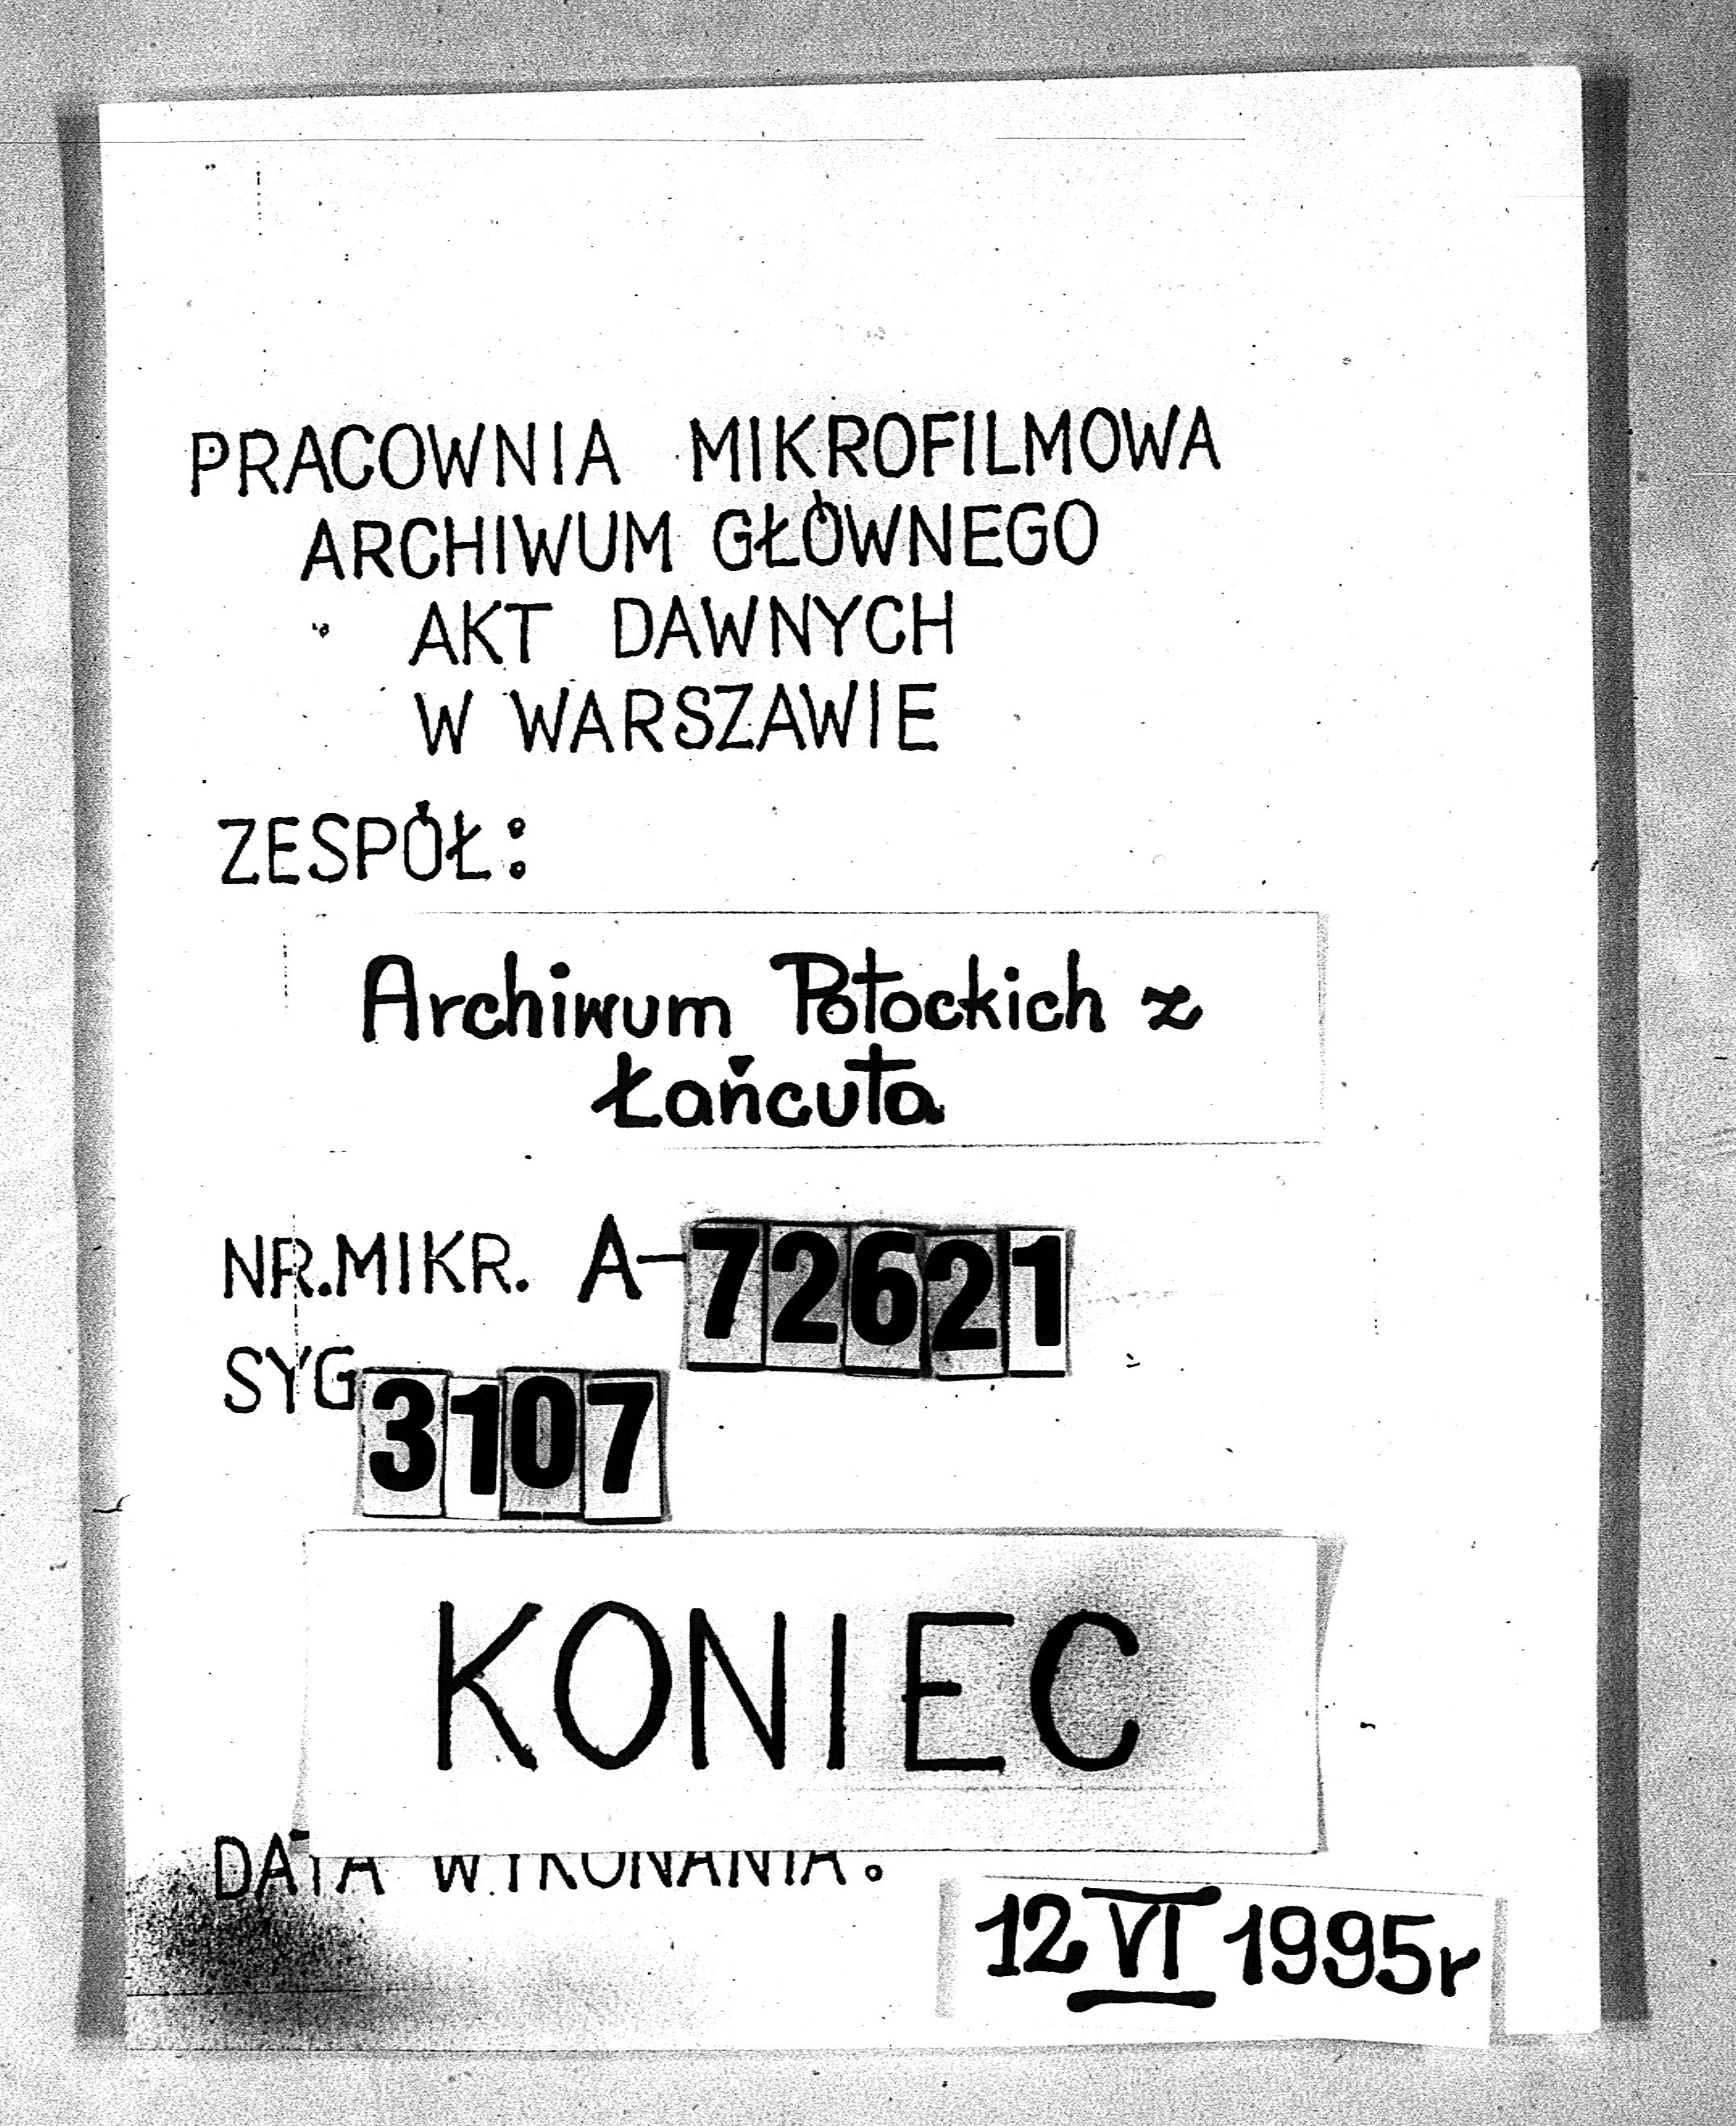 PRACOWNIA MIKROFILMOWA
ARCHIWUM GŁÓWNEGO
AKT DAWNYCH
W WARSZAWIE
ZESPÓŁ:
Archiwum Potockich z
Łańcuta
NR.MIKR. A-72621
SYG 3107
KONIEC
DATA WYKONANIA:
12 VI 1995r